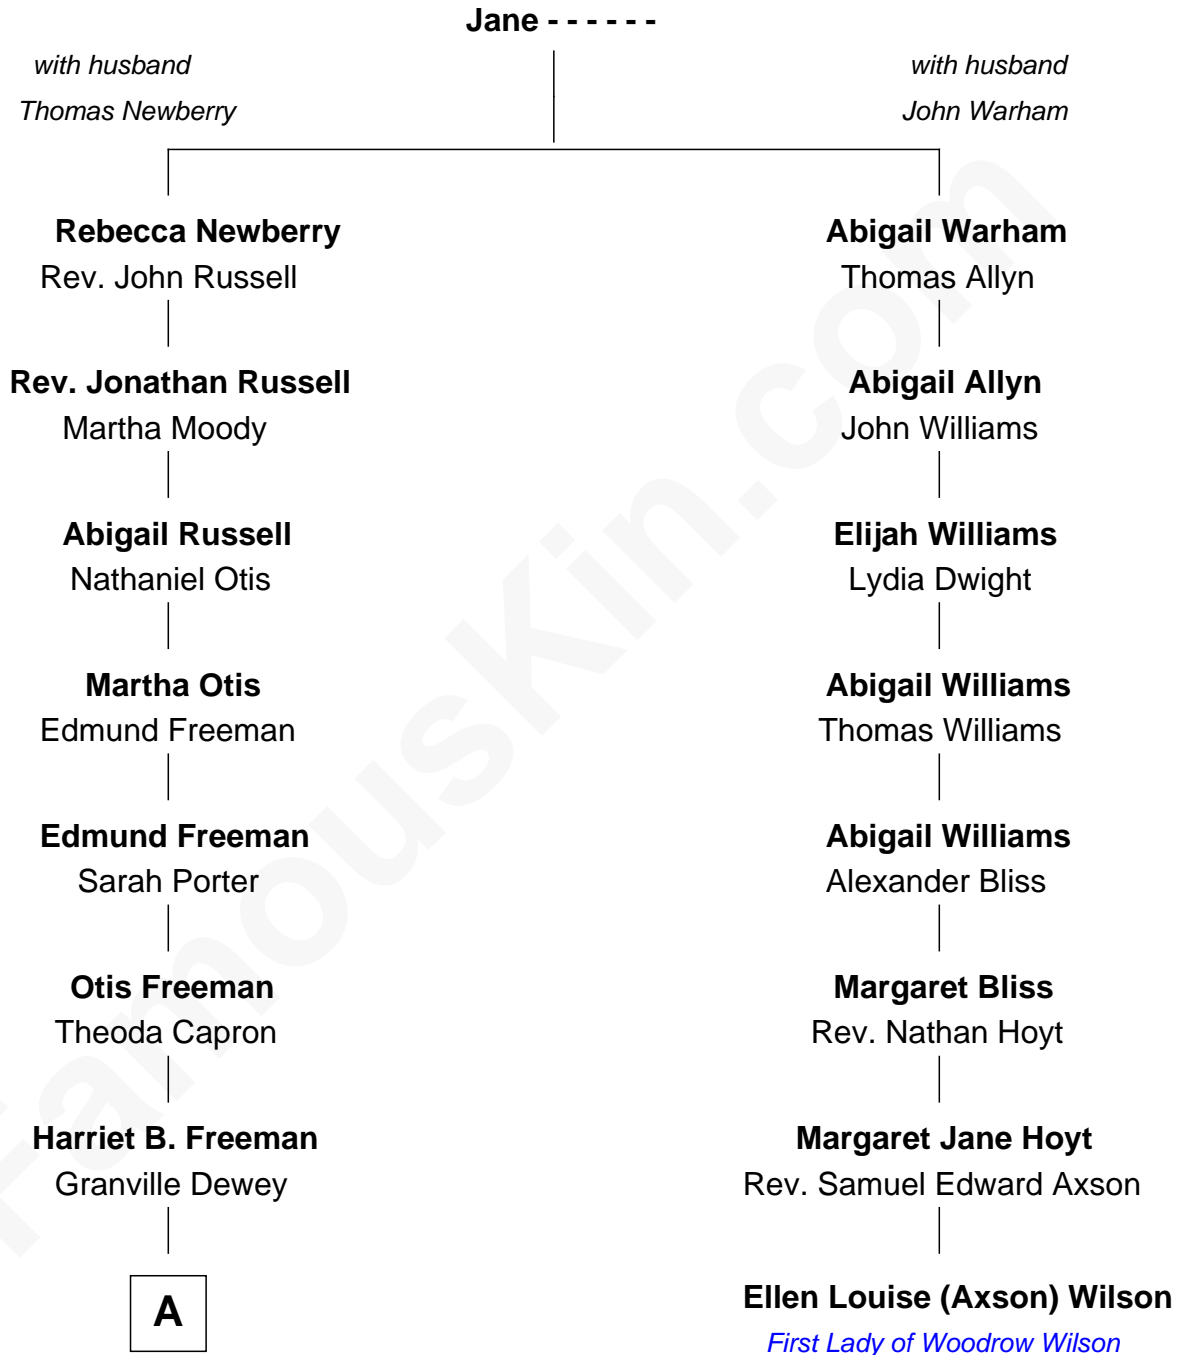 Jane - - - - - -
with husband
Thomas Newberry
with husband
John Warham
Rebecca Newberry
Rev. John Russell
Abigail Warham
Thomas Allyn
Rev. Jonathan Russell
Martha Moody
Abigail Allyn
John Williams
Abigail Russell
Nathaniel Otis
Elijah Williams
Lydia Dwight
Martha Otis
Edmund Freeman
Abigail Williams
Thomas Williams
Edmund Freeman
Sarah Porter
Abigail Williams
Alexander Bliss
Otis Freeman
Theoda Capron
Margaret Bliss
Rev. Nathan Hoyt
Harriet B. Freeman
Granville Dewey
Margaret Jane Hoyt
Rev. Samuel Edward Axson
A
Ellen Louise (Axson) Wilson
First Lady of Woodrow Wilson
FamousKin.com